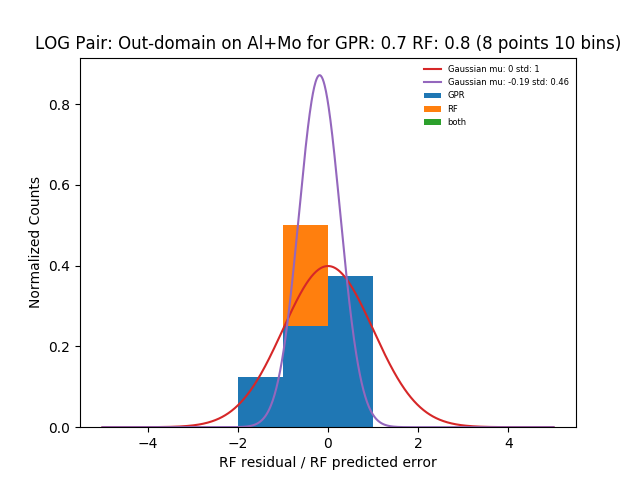 LOG Pair: Out-domain on Al+Mo for GPR: 0.7 RF: 0.8 (8 points 10 bins)
Gaussian mu: 0 std: 1
Gaussian mu: -0.19 std: 0.46
GPR
RF
both
0.8
0.6
0.4
0.2
0.0
Normalized Counts
−4 −2 0 2 4
RF residual / RF predicted error